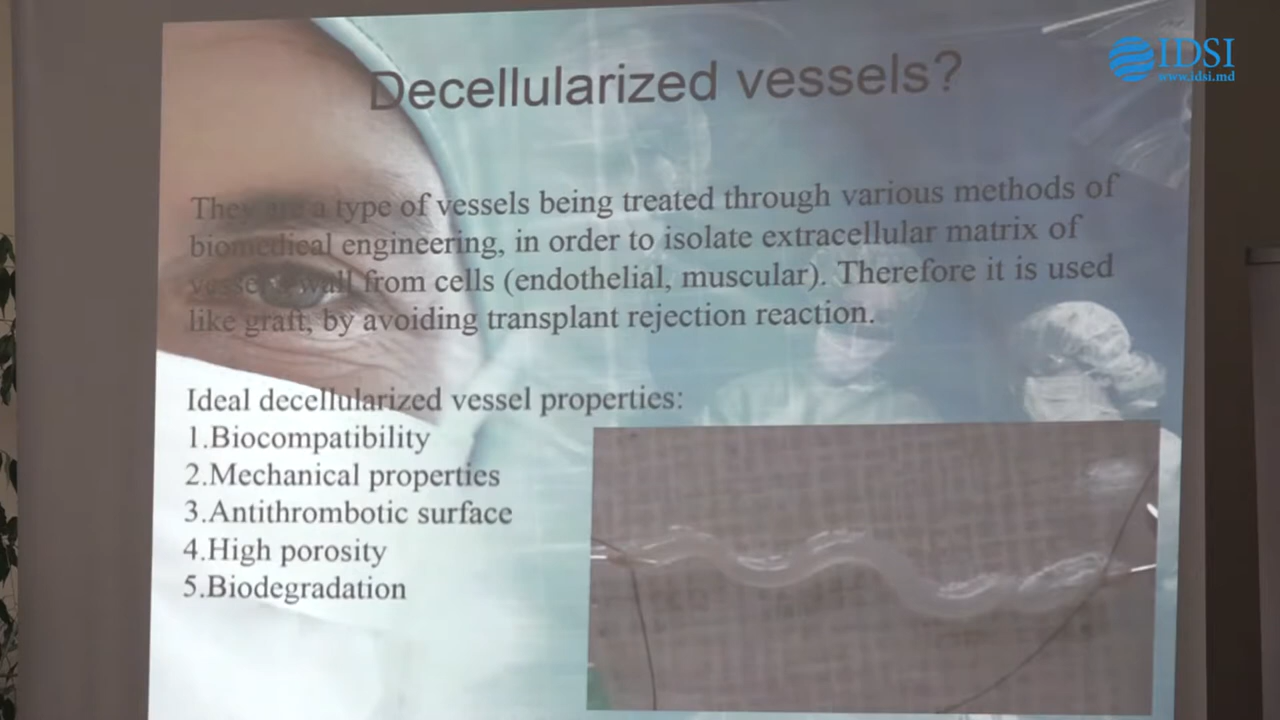 IDSI
www.idsi.md
Decellularized vessels?
They are a type of vessels being treated through various methods of
biomedical engineering, in order to isolate extracellular matrix of
vessel's wall from cells (endothelial, muscular). Therefore it is used
like graft, by avoiding transplant rejection reaction.
Ideal decellularized vessel properties:
1.Biocompatibility
2.Mechanical properties
3.Antithrombotic surface
4.High porosity
5.Biodegradation